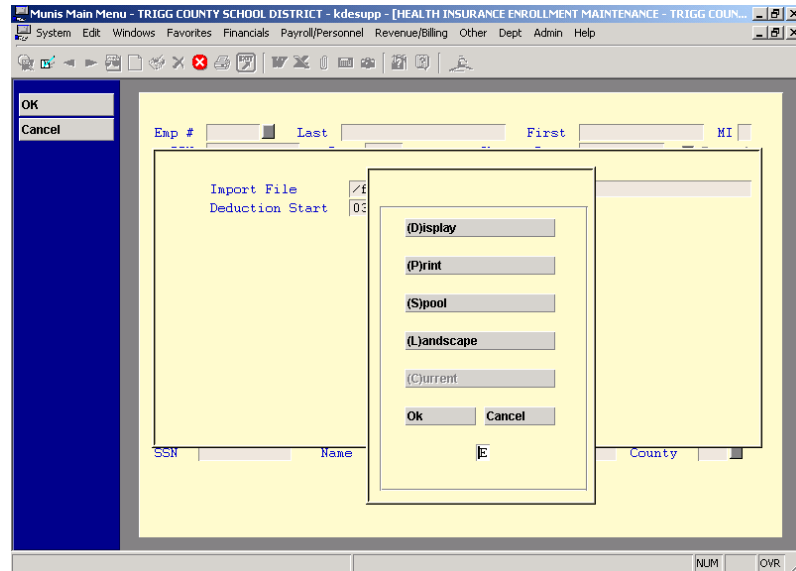 Munis Main Menu - TRIGG COUNTY SCHOOL DISTRICT - kdesupp - [HEALTH INSURANCE ENROLLMENT MAINTENANCE - TRIGG COUN...
System Edit Windows Favorites Financials Payroll/Personnel Revenue/Billing Other Dept Admin Help
OK
Cancel
Emp # Last First MI
Import File /f
Deduction Start 03
(D)isplay
(P)rint
(S)pool
(L)andscape
(C)urrent
Ok Cancel
E
SSN Name County
NUM OVR